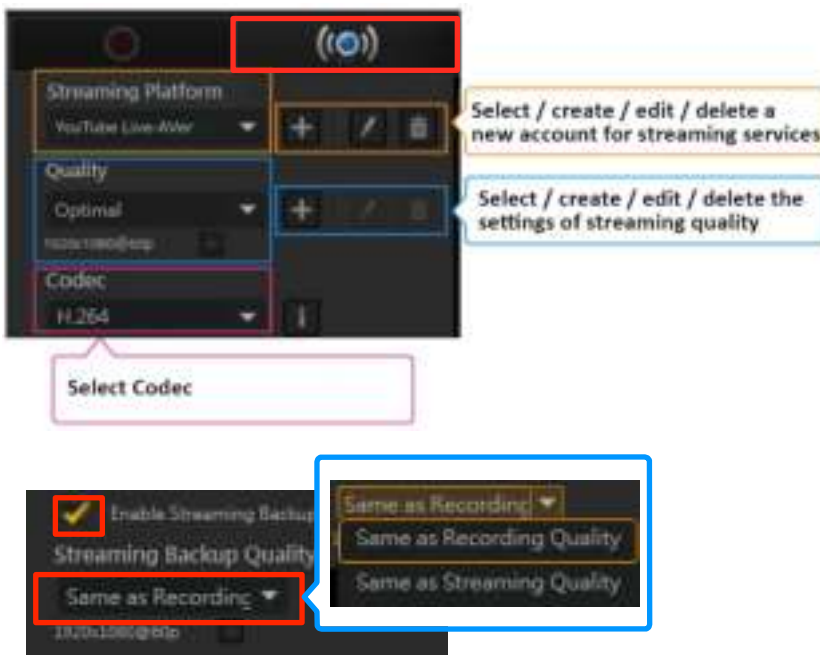 Streaming Platform
YouTube Live-AVer
Select / create / edit / delete a
new account for streaming services
Quality
Optimal
Select / create / edit / delete the
settings of streaming quality
1920x1080@60p
Codec
H.264
Select Codec
Enable Streaming Backup
Streaming Backup Quality
Same as Recording
1920x1080@60p
Same as Recording
Same as Recording Quality
Same as Streaming Quality